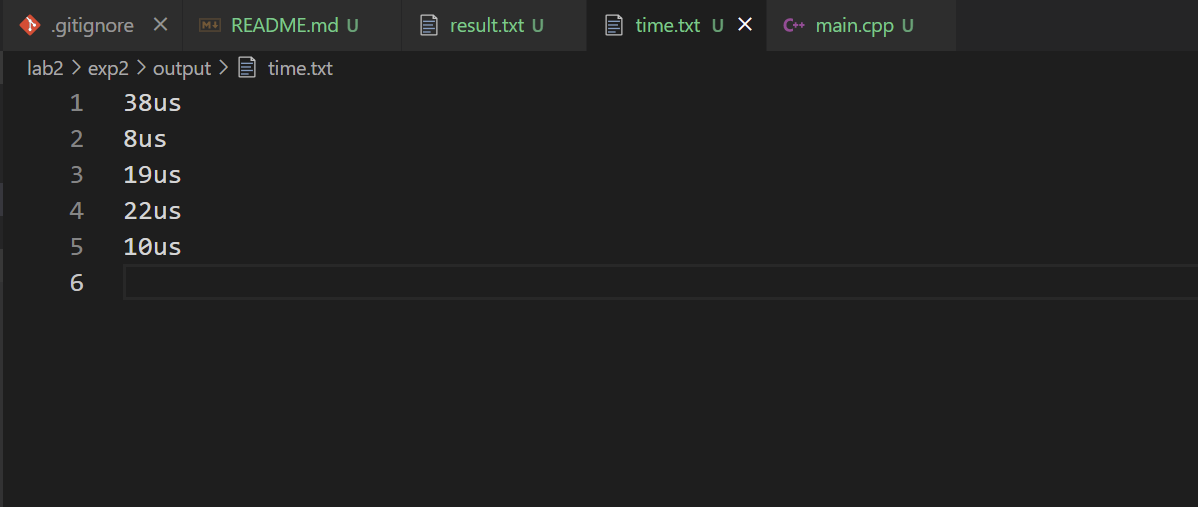 .gitignore README.md U result.txt U time.txt U main.cpp U
lab2 > exp2 > output > time.txt
1 38us
2 8us
3 19us
4 22us
5 10us
6